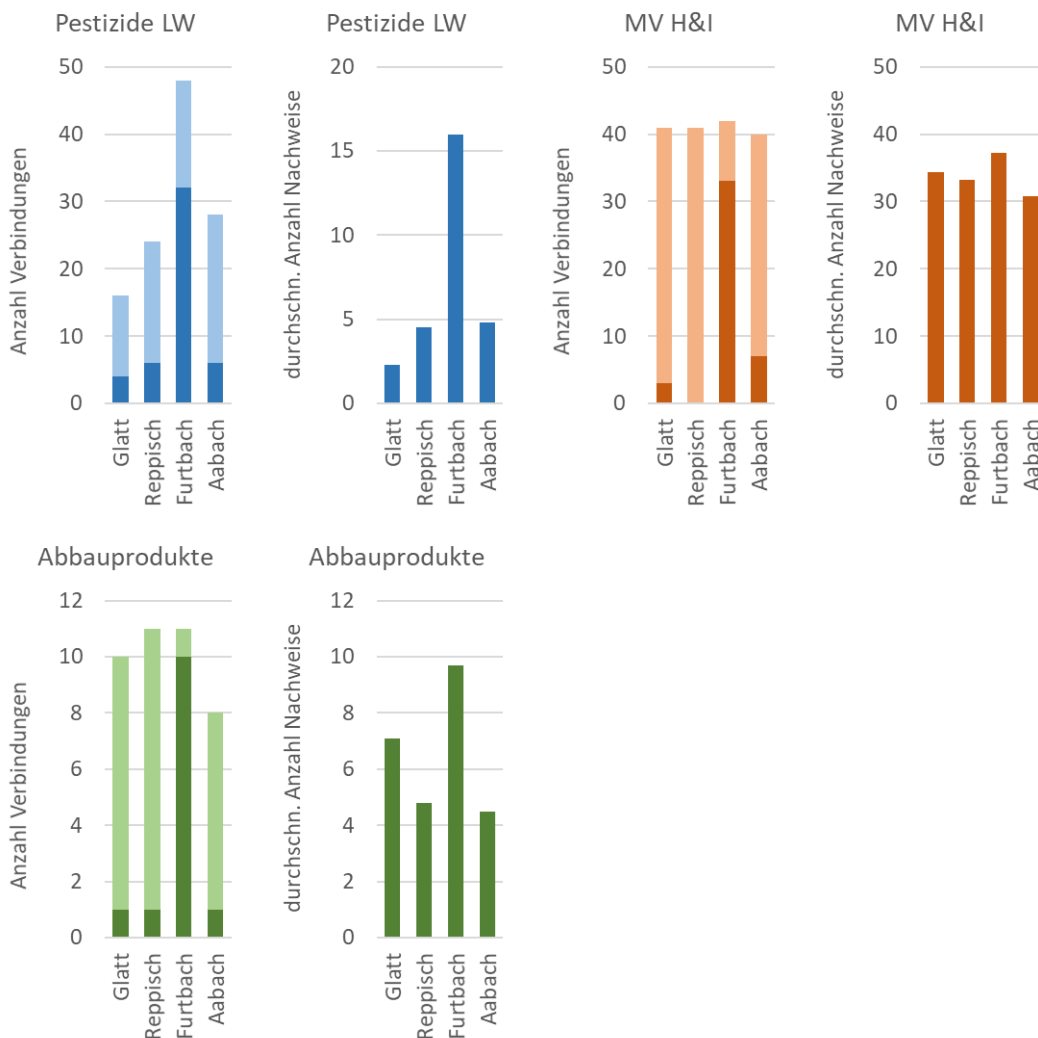 Pestizide LW
Anzahl Verbindungen
50
40
30
20
10
0
Glatt
Reppisch
Furtbach
Aabach
Pestizide LW
durchschn. Anzahl Nachweise
20
15
10
5
0
Glatt
Reppisch
Furtbach
Aabach
MV H&I
Anzahl Verbindungen
50
40
30
20
10
0
Glatt
Reppisch
Furtbach
Aabach
MV H&I
durchschn. Anzahl Nachweise
50
40
30
20
10
0
Glatt
Reppisch
Furtbach
Aabach
Abbauprodukte
Anzahl Verbindungen
12
10
8
6
4
2
0
Glatt
Reppisch
Furtbach
Aabach
Abbauprodukte
durchschn. Anzahl Nachweise
12
10
8
6
4
2
0
Glatt
Reppisch
Furtbach
Aabach